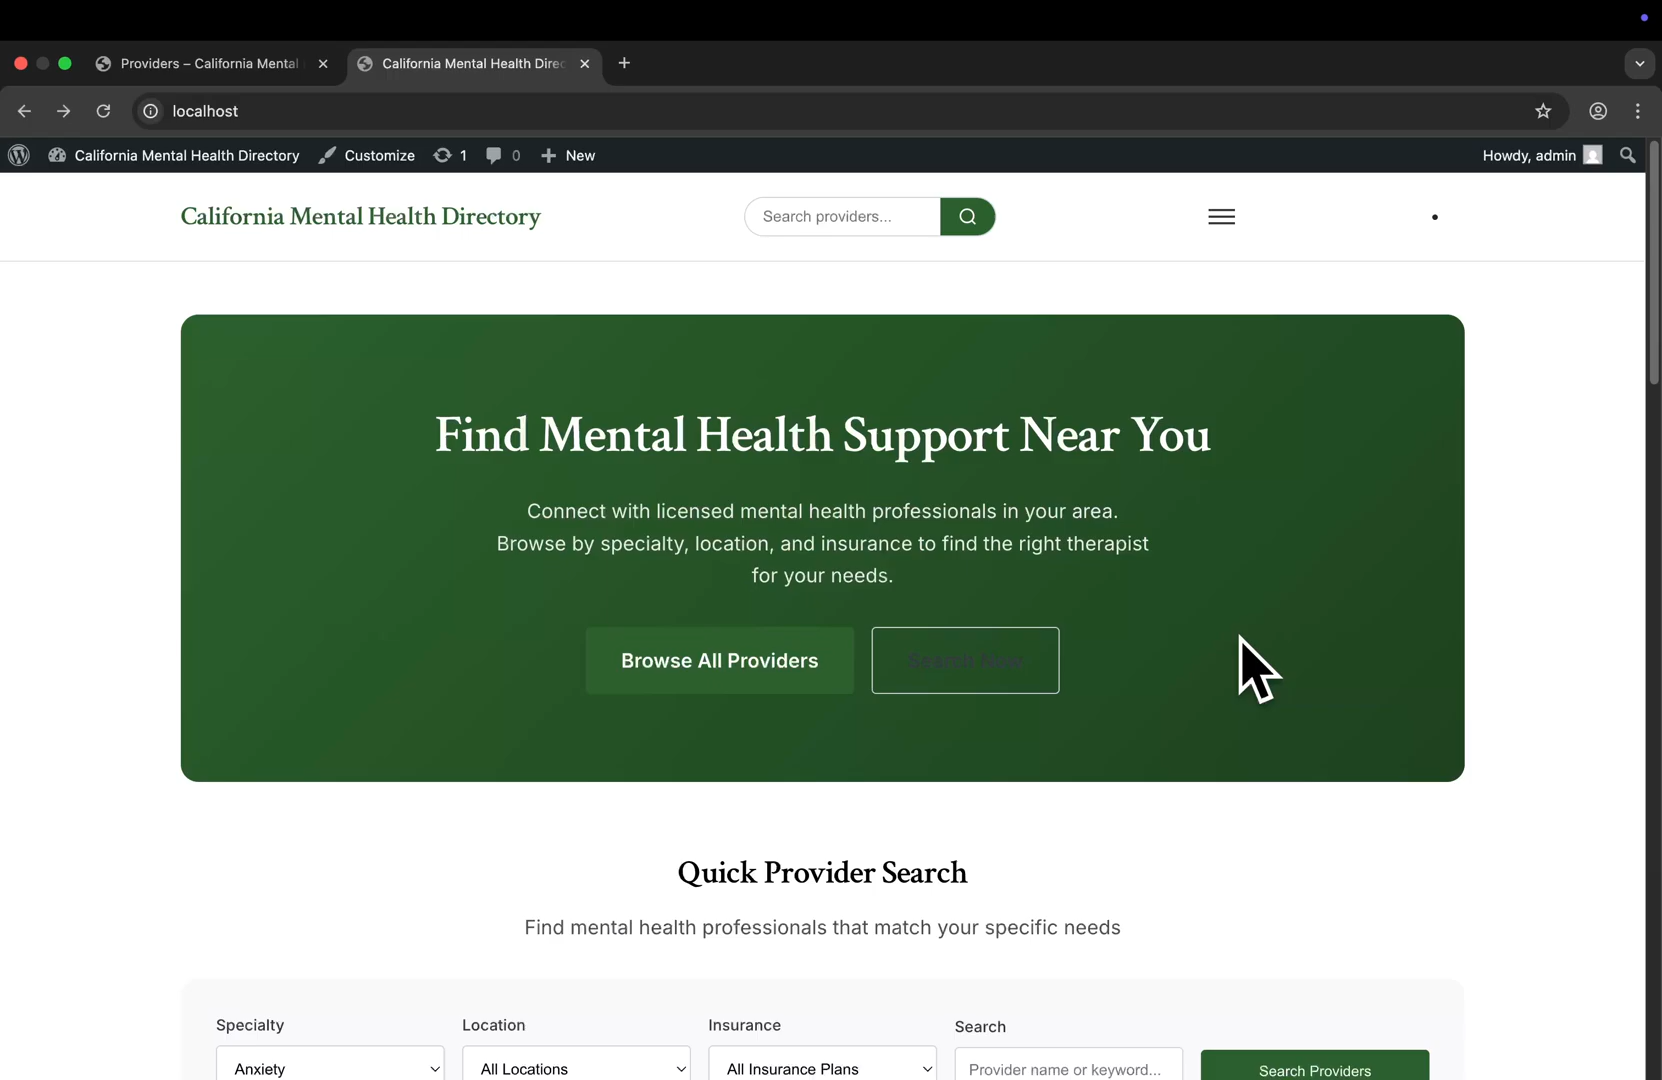 Providers – California Mental
California Mental Health Direc
localhost
California Mental Health Directory
Customize
1
0
New
Howdy, admin
California Mental Health Directory
Search providers...
Find Mental Health Support Near You
Connect with licensed mental health professionals in your area.
Browse by specialty, location, and insurance to find the right therapist
for your needs.
Browse All Providers
Search Now
Quick Provider Search
Find mental health professionals that match your specific needs
Specialty
Location
Insurance
Search
Anxiety
All Locations
All Insurance Plans
Provider name or keyword...
Search Providers